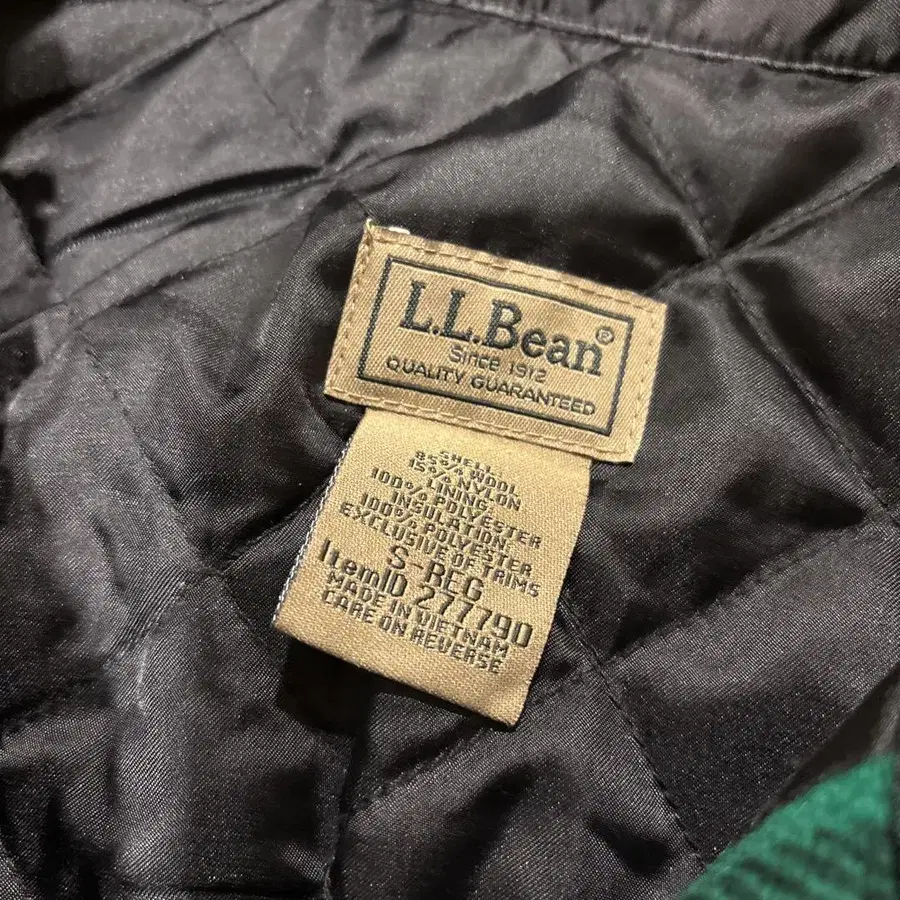 L.L.Bean®
Since 1912
QUALITY GUARANTEED
SHELL:
85% WOOL
15% NYLON
LINING:
100% POLYESTER
INSULATION:
100% POLYESTER
EXCLUSIVE OF TRIMS
S-REG
ItemID 277790
MADE IN VIETNAM
CARE ON REVERSE